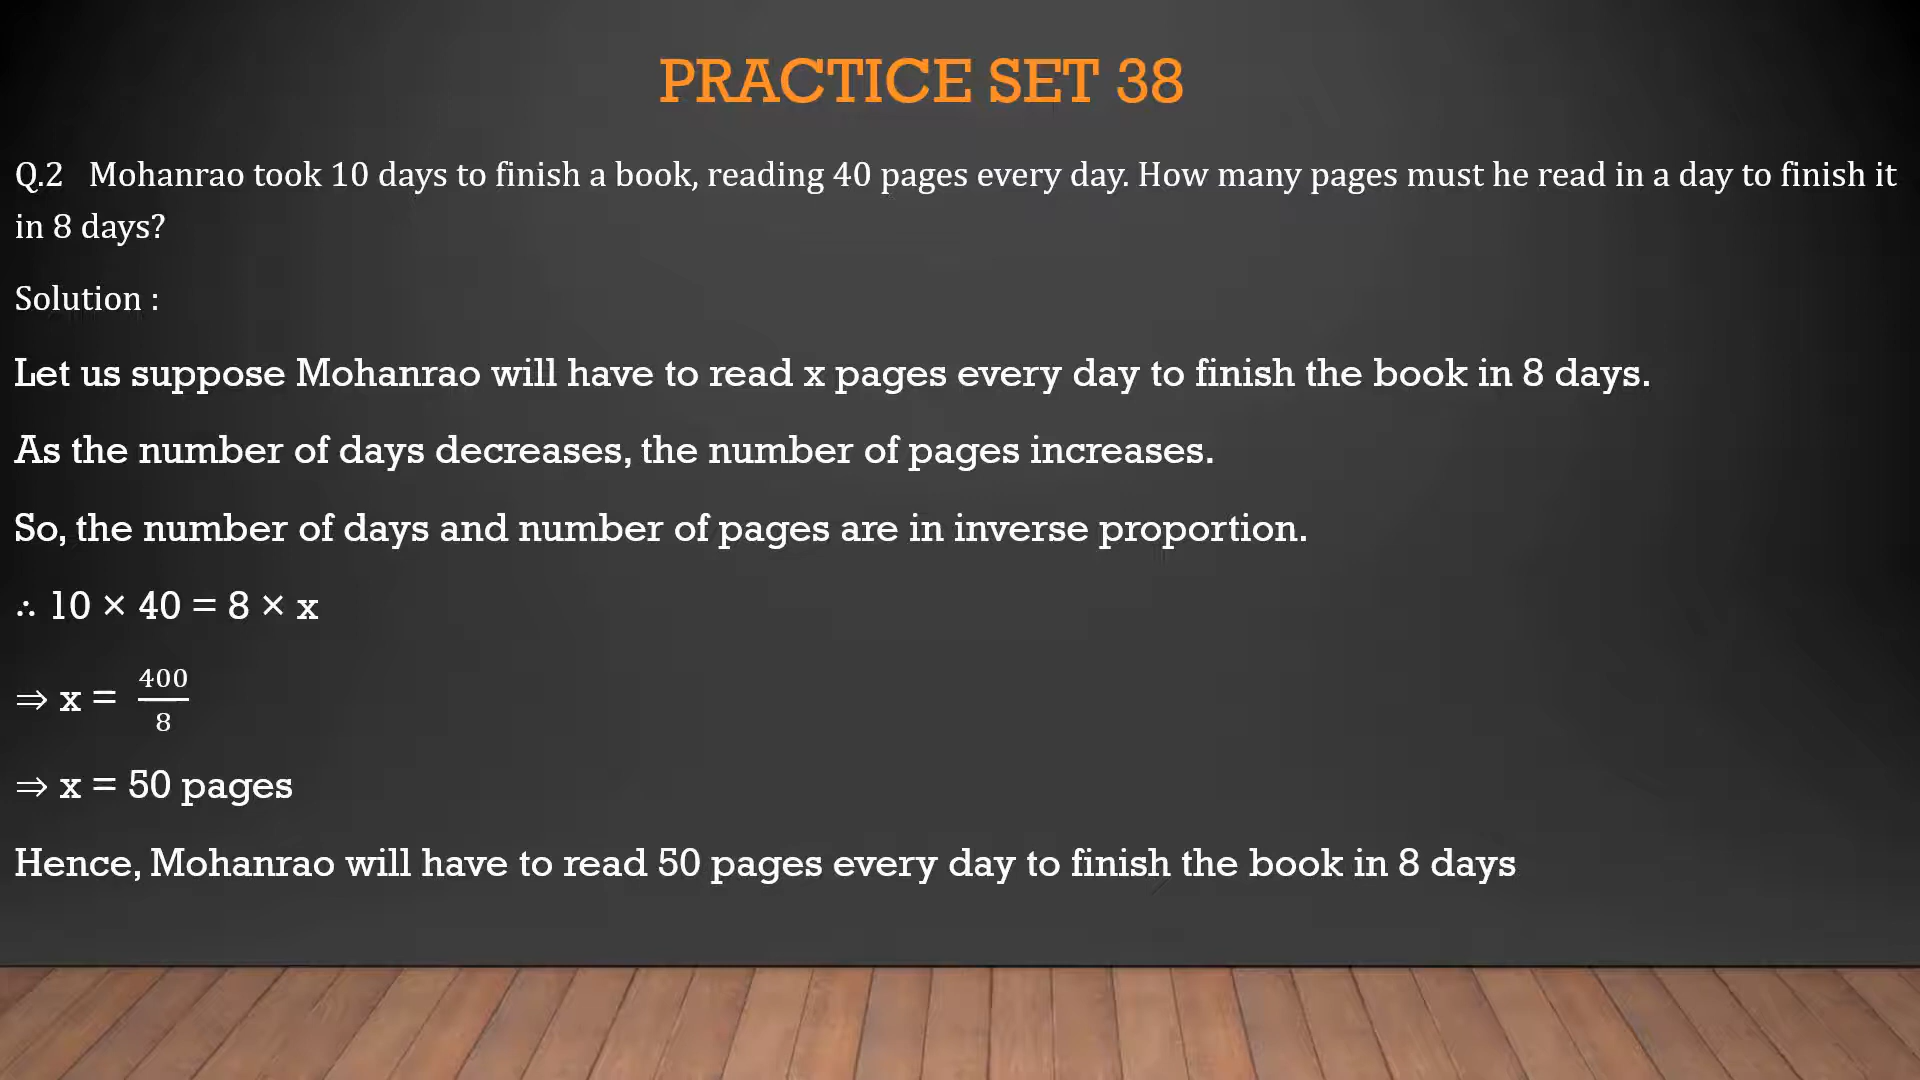 PRACTICE SET 38
Q.2 Mohanrao took 10 days to finish a book, reading 40 pages every day. How many pages must he read in a day to finish it
in 8 days?
Solution :
Let us suppose Mohanrao will have to read x pages every day to finish the book in 8 days.
As the number of days decreases, the number of pages increases.
So, the number of days and number of pages are in inverse proportion.
∴ 10 × 40 = 8 × x
⇒ x = 400/8
⇒ x = 50 pages
Hence, Mohanrao will have to read 50 pages every day to finish the book in 8 days